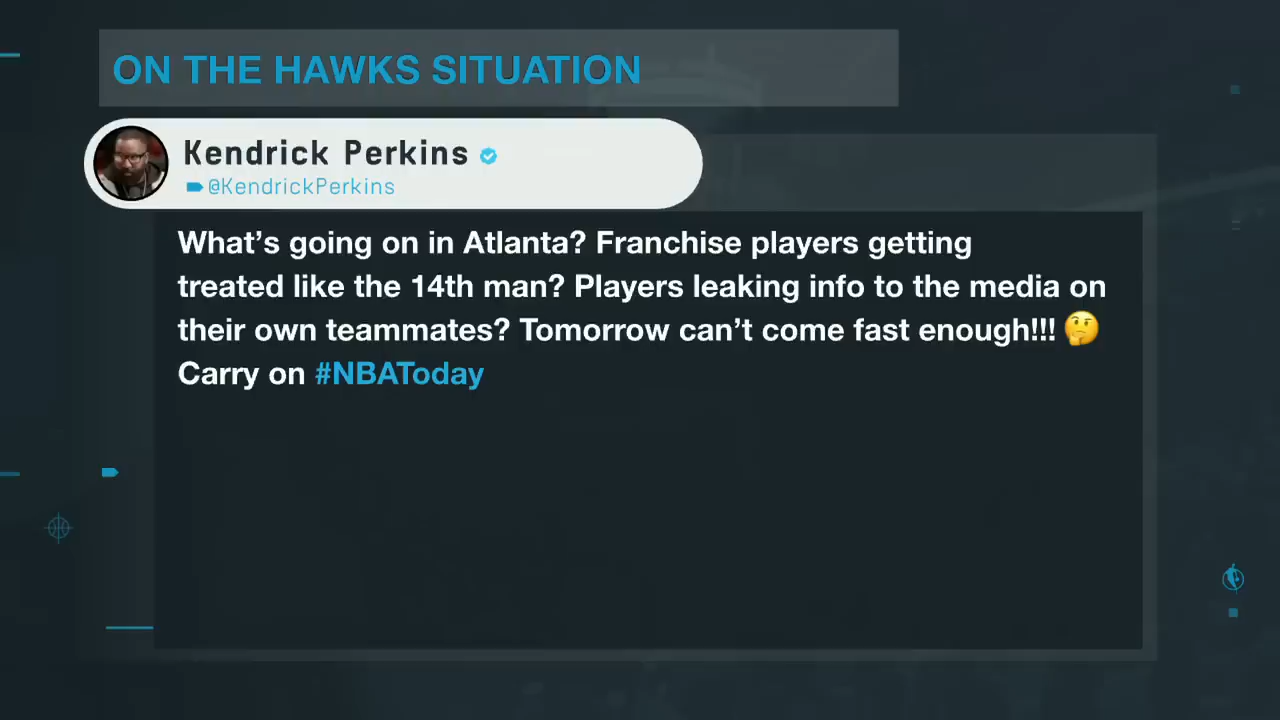 ON THE HAWKS SITUATION
Kendrick Perkins
@KendrickPerkins
What’s going on in Atlanta? Franchise players getting
treated like the 14th man? Players leaking info to the media on
their own teammates? Tomorrow can’t come fast enough!!! 🤔
Carry on #NBAToday